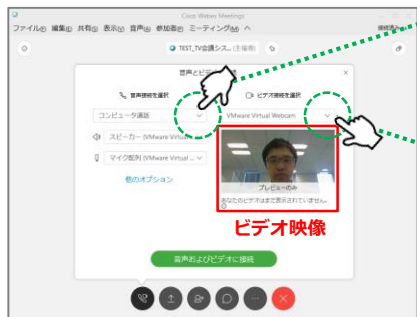 Cisco Webex Meetings
ファイル(F) 編集(E) 共有(S) 表示(V) 音声(A) 参加者(P) ミーティング(M) ヘ
接続済み
TEST_TV会議シス... (主催者)
音声とビデ
音声接続を選択
ビデオ接続を選択
コンピュータ通話
VMware Virtual Webcam
スピーカー (VMware Virtual
マイク配列 (VMware Virtual ...
他のオプション
プレビューのみ
あなたのビデオはまだ表示されていません。
ビデオ映像
音声およびビデオに接続